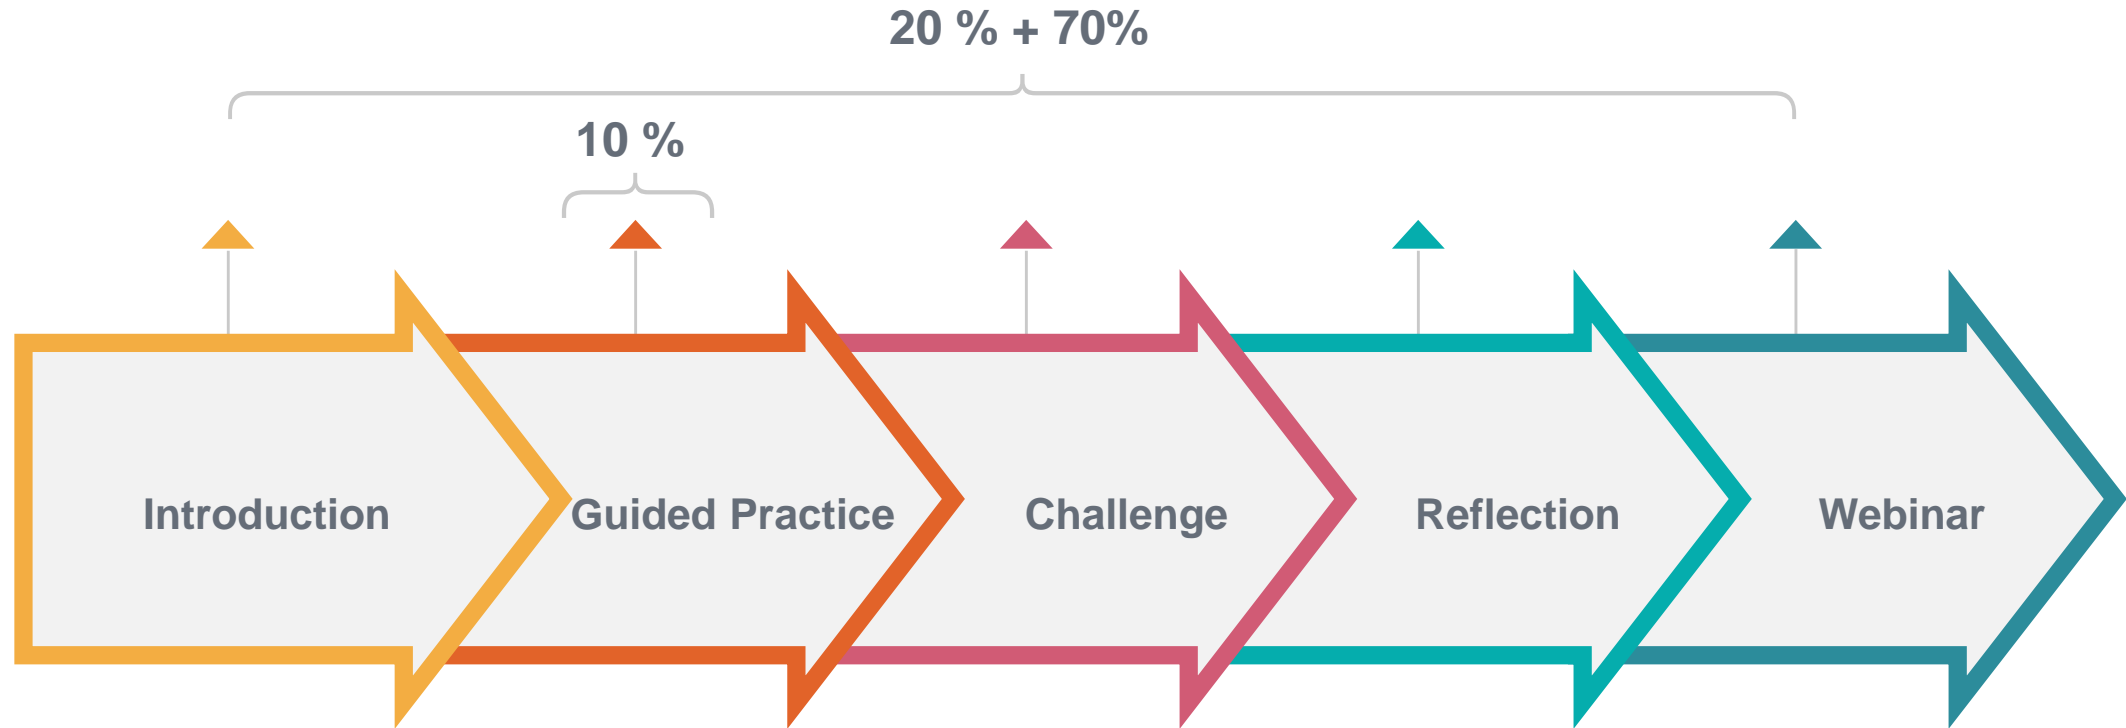 20 % + 70%
10 %
Introduction
Guided Practice
Challenge
Reflection
Webinar